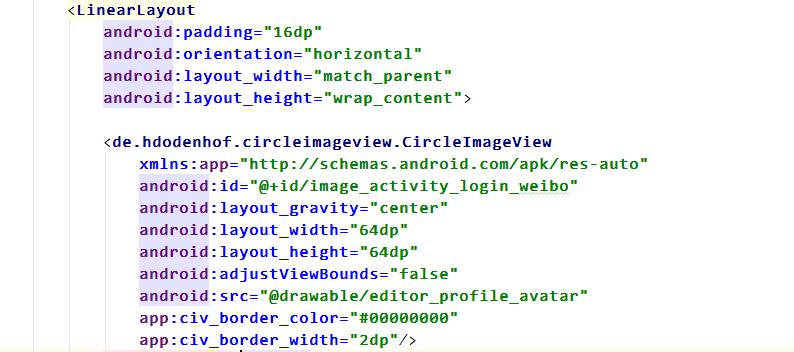 <LinearLayout
android:padding="16dp"
android:orientation="horizontal"
android:layout_width="match_parent"
android:layout_height="wrap_content">
<de.hdodenhof.circleimageview.CircleImageView
xmlns:app="http://schemas.android.com/apk/res-auto"
android:id="@+id/image_activity_login_weibo"
android:layout_gravity="center"
android:layout_width="64dp"
android:layout_height="64dp"
android:adjustViewBounds="false"
android:src="@drawable/editor_profile_avatar"
app:civ_border_color="#00000000"
app:civ_border_width="2dp"/>